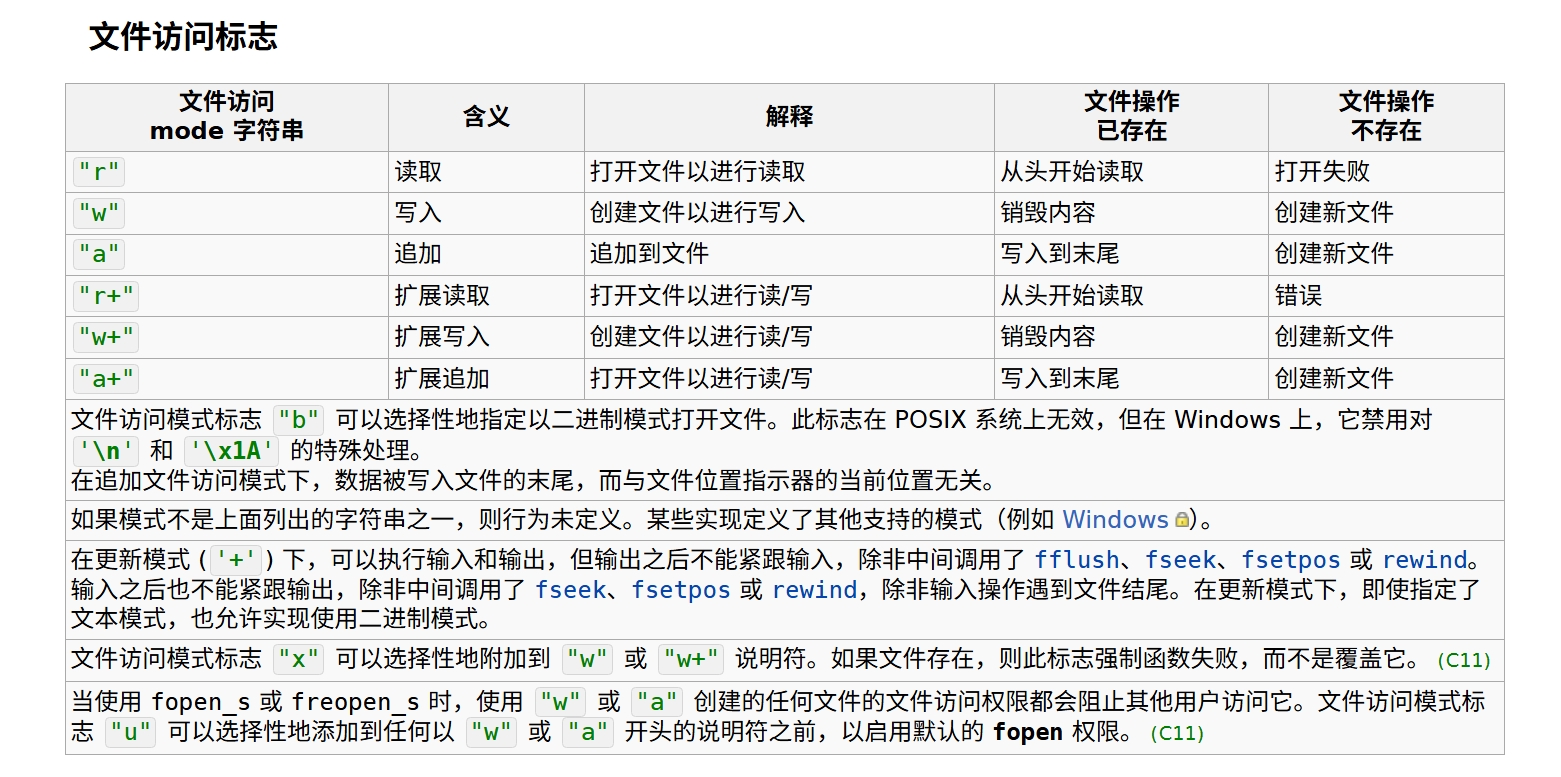 文件访问标志
文件访问
mode 字符串
含义
解释
文件操作
已存在
文件操作
不存在
"r" 读取 打开文件以进行读取 从头开始读取 打开失败
"w" 写入 创建文件以进行写入 销毁内容 创建新文件
"a" 追加 追加到文件 写入到末尾 创建新文件
"r+" 扩展读取 打开文件以进行读/写 从头开始读取 错误
"w+" 扩展写入 创建文件以进行读/写 销毁内容 创建新文件
"a+" 扩展追加 打开文件以进行读/写 写入到末尾 创建新文件
文件访问模式标志 "b" 可以选择性地指定以二进制模式打开文件。此标志在 POSIX 系统上无效，但在 Windows 上，它禁用对
'\n' 和 '\x1A' 的特殊处理。
在追加文件访问模式下，数据被写入文件的末尾，而与文件位置指示器的当前位置无关。
如果模式不是上面列出的字符串之一，则行为未定义。某些实现定义了其他支持的模式（例如 Windows）。
在更新模式 ('+') 下，可以执行输入和输出，但输出之后不能紧跟输入，除非中间调用了 fflush、fseek、fsetpos 或 rewind。
输入之后也不能紧跟输出，除非中间调用了 fseek、fsetpos 或 rewind，除非输入操作遇到文件结尾。在更新模式下，即使指定了
文本模式，也允许实现使用二进制模式。
文件访问模式标志 "x" 可以选择性地附加到 "w" 或 "w+" 说明符。如果文件存在，则此标志强制函数失败，而不是覆盖它。 (C11)
当使用 fopen_s 或 freopen_s 时，使用 "w" 或 "a" 创建的任何文件的文件访问权限都会阻止其他用户访问它。文件访问模式标
志 "u" 可以选择性地添加到任何以 "w" 或 "a" 开头的说明符之前，以启用默认的 fopen 权限。 (C11)